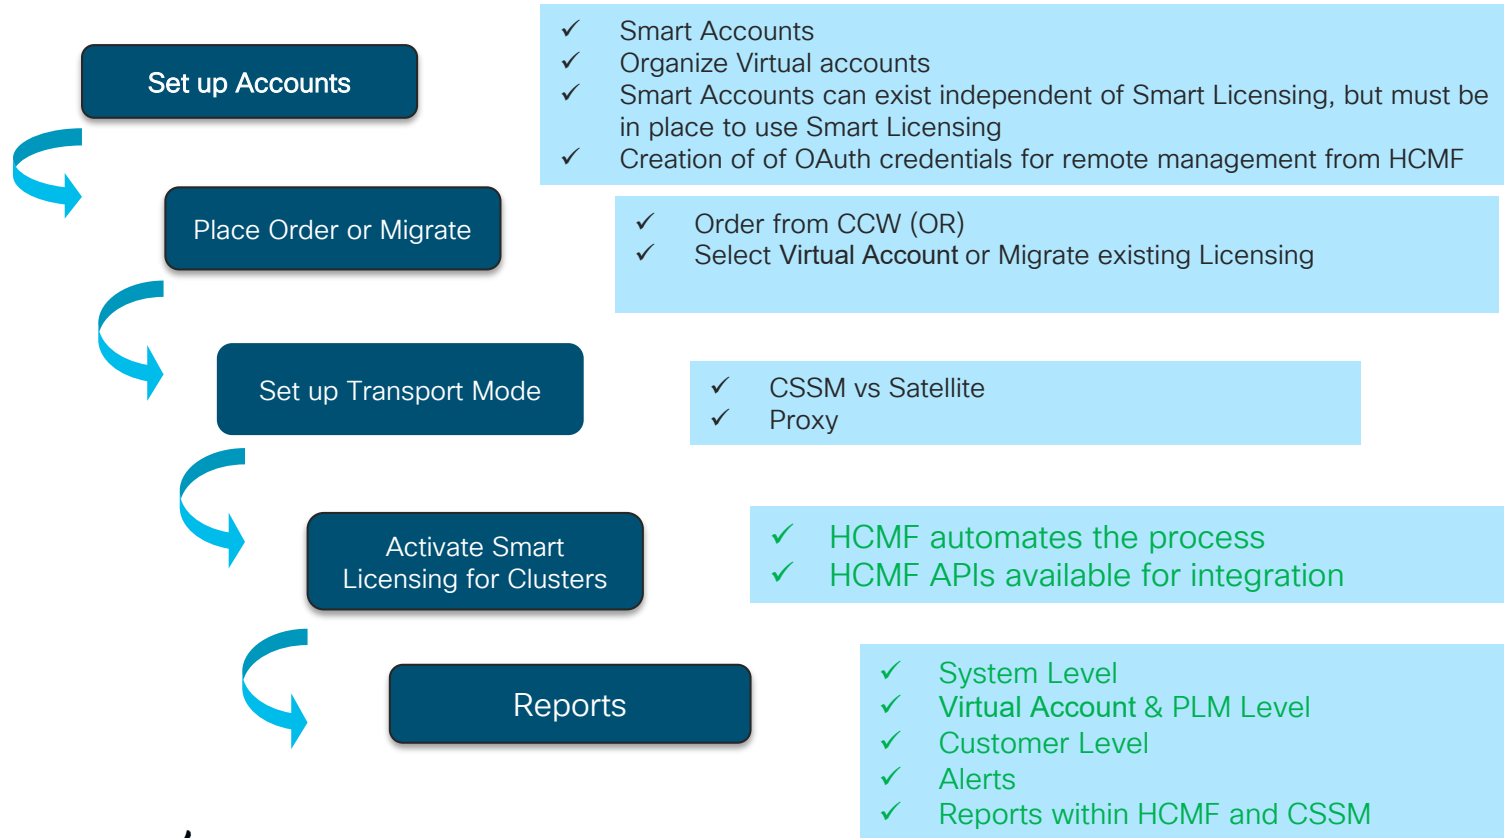 Set up Accounts
✓ Smart Accounts
✓ Organize Virtual accounts
✓ Smart Accounts can exist independent of Smart Licensing, but must be
in place to use Smart Licensing
✓ Creation of of OAuth credentials for remote management from HCMF
Place Order or Migrate
✓ Order from CCW (OR)
✓ Select Virtual Account or Migrate existing Licensing
Set up Transport Mode
✓ CSSM vs Satellite
✓ Proxy
Activate Smart
Licensing for Clusters
✓ HCMF automates the process
✓ HCMF APIs available for integration
Reports
✓ System Level
✓ Virtual Account & PLM Level
✓ Customer Level
✓ Alerts
✓ Reports within HCMF and CSSM